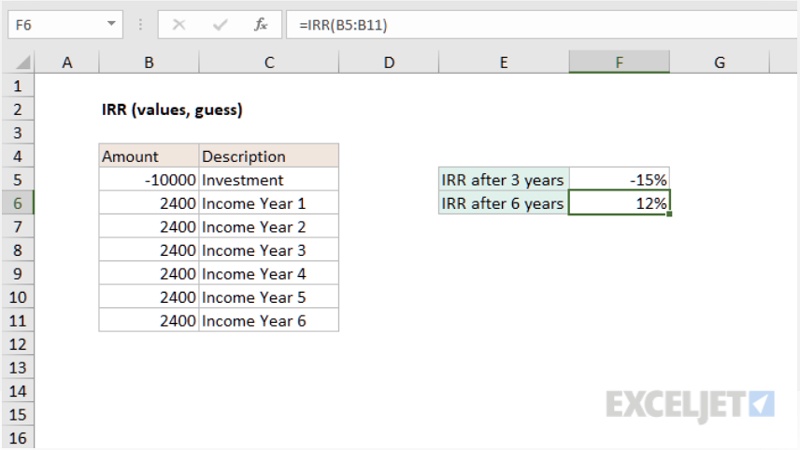 F6 fx =IRR(B5:B11)
A B C D E F G
1
2 IRR (values, guess)
3
4 Amount Description
5 -10000 Investment IRR after 3 years -15%
6 2400 Income Year 1 IRR after 6 years 12%
7 2400 Income Year 2
8 2400 Income Year 3
9 2400 Income Year 4
10 2400 Income Year 5
11 2400 Income Year 6
12
13
14
15
16
EXCELJET